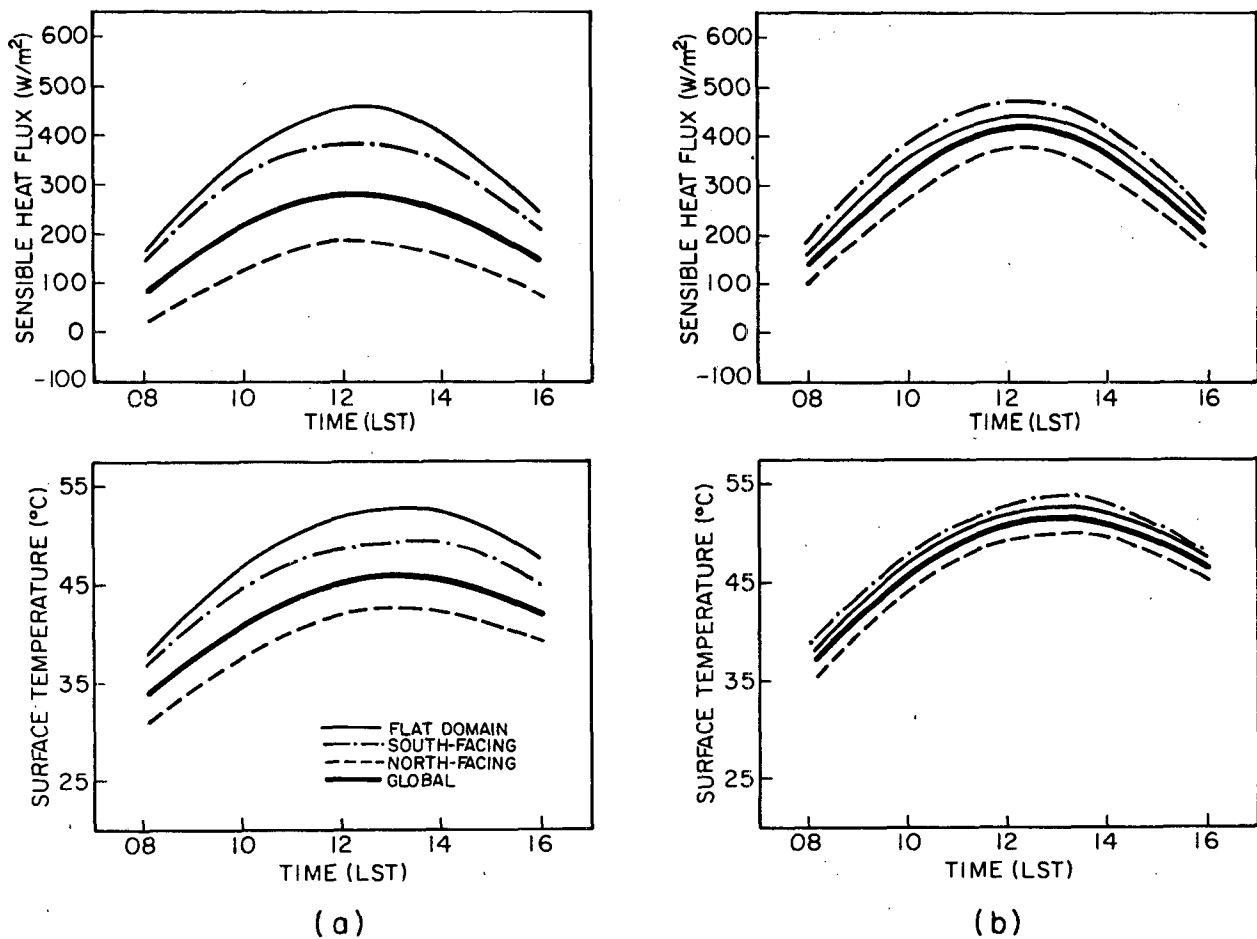 SENSIBLE HEAT FLUX (W/m²)
600
500
400
300
200
100
0
-100
08 10 12 14 16
TIME (LST)
SENSIBLE HEAT FLUX (W/m²)
600
500
400
300
200
100
0
-100
08 10 12 14 16
TIME (LST)
SURFACE TEMPERATURE (°C)
55
45
35
25
FLAT DOMAIN
SOUTH-FACING
NORTH-FACING
GLOBAL
08 10 12 14 16
TIME (LST)
(a)
SURFACE TEMPERATURE (°C)
55
45
35
25
08 10 12 14 16
TIME (LST)
(b)